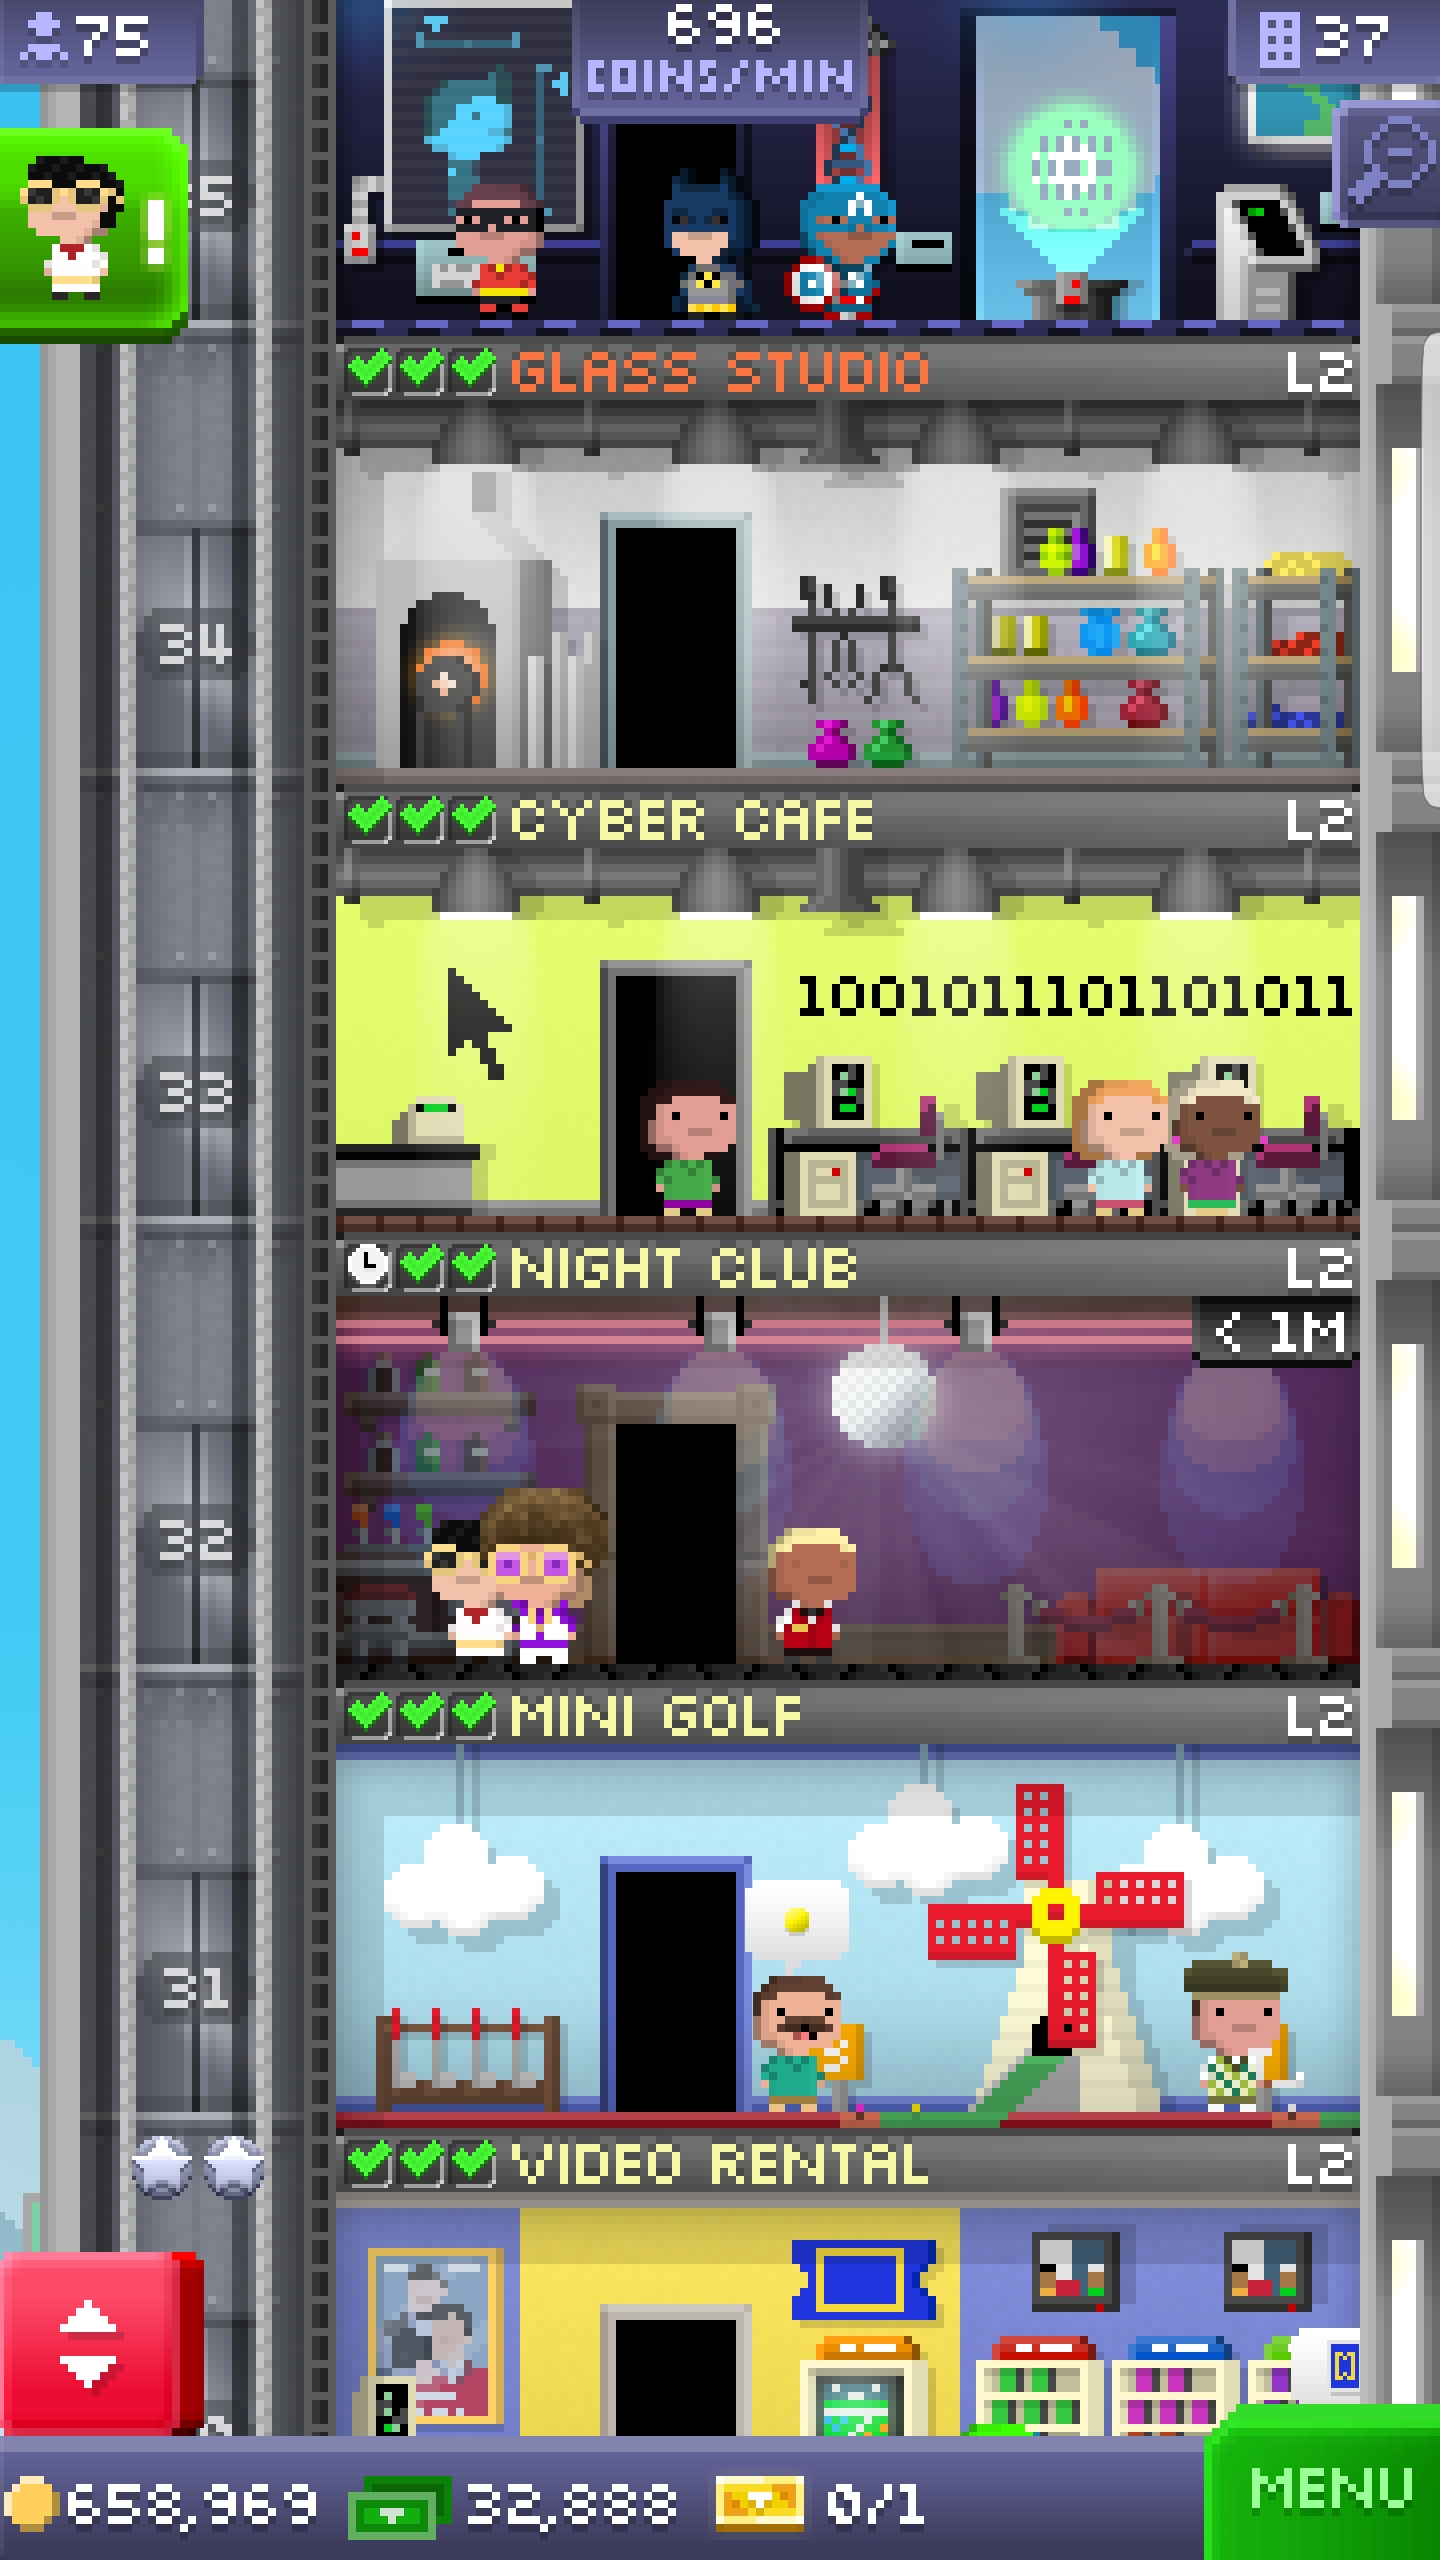 75
696
COINS/MIN
37
!
5
GLASS STUDIO L2
34
CYBER CAFE L2
1001011101101011
33
NIGHT CLUB L2
< 1M
32
MINI GOLF L2
31
VIDEO RENTAL L2
658,969
32,888
0/1
MENU